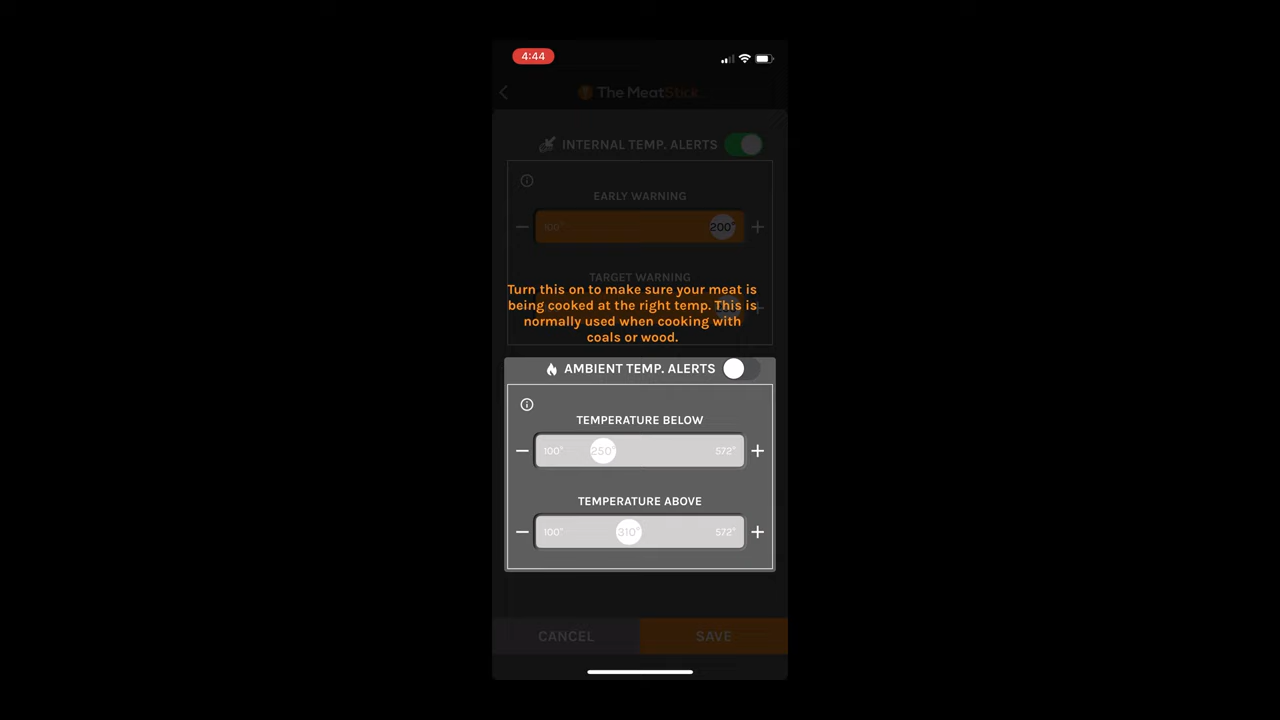 4:44
The MeatStick
INTERNAL TEMP. ALERTS
EARLY WARNING
100°
200°
TARGET WARNING
Turn this on to make sure your meat is
being cooked at the right temp. This is
normally used when cooking with
coals or wood.
AMBIENT TEMP. ALERTS
TEMPERATURE BELOW
− 100° 250° 572° +
TEMPERATURE ABOVE
− 100° 310° 572° +
CANCEL SAVE